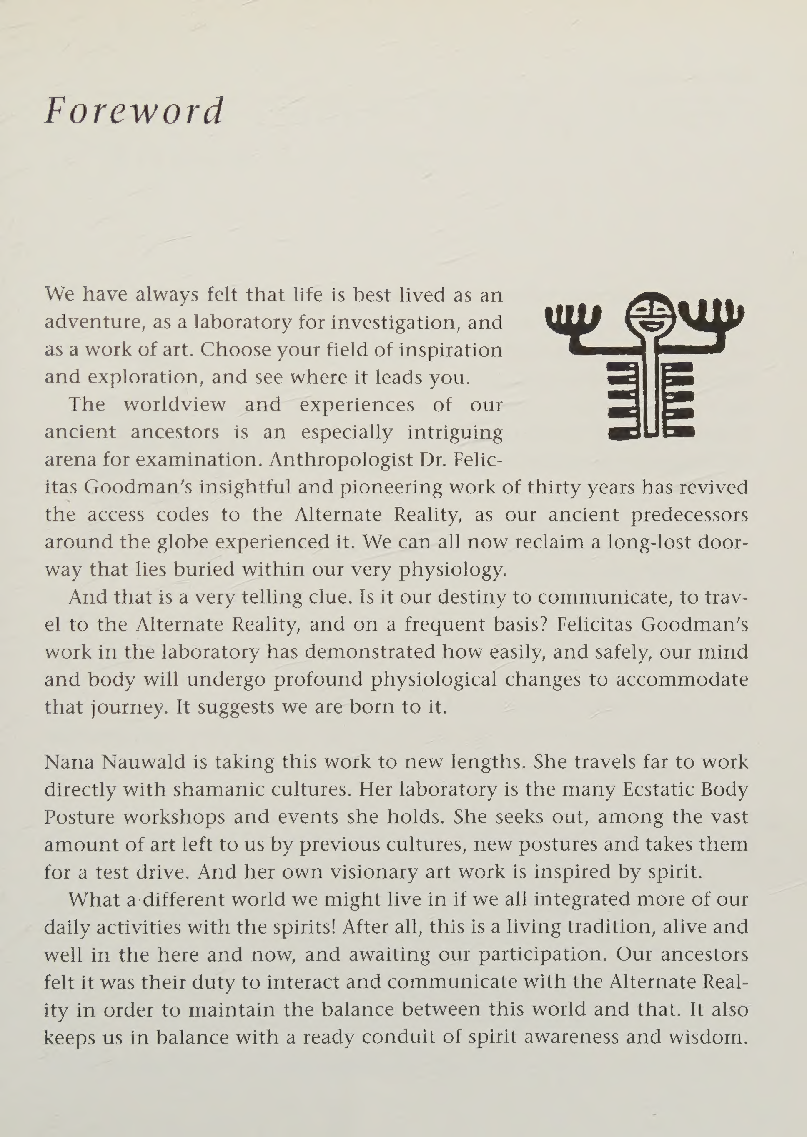 Foreword
We have always felt that life is best lived as an
adventure, as a laboratory for investigation, and
as a work of art. Choose your field of inspiration
and exploration, and see where it leads you.
The worldview and experiences of our
ancient ancestors is an especially intriguing
arena for examination. Anthropologist Dr. Felic-
itas Goodman's insightful and pioneering work of thirty years has revived
the access codes to the Alternate Reality, as our ancient predecessors
around the globe experienced it. We can all now reclaim a long-lost door-
way that lies buried within our very physiology.
And that is a very telling clue. Is it our destiny to communicate, to trav-
el to the Alternate Reality, and on a frequent basis? Felicitas Goodman's
work in the laboratory has demonstrated how easily, and safely, our mind
and body will undergo profound physiological changes to accommodate
that journey. It suggests we are born to it.
Nana Nauwald is taking this work to new lengths. She travels far to work
directly with shamanic cultures. Her laboratory is the many Ecstatic Body
Posture workshops and events she holds. She seeks out, among the vast
amount of art left to us by previous cultures, new postures and takes them
for a test drive. And her own visionary art work is inspired by spirit.
What a different world we might live in if we all integrated more of our
daily activities with the spirits! After all, this is a living tradition, alive and
well in the here and now, and awaiting our participation. Our ancestors
felt it was their duty to interact and communicate with the Alternate Real-
ity in order to maintain the balance between this world and that. It also
keeps us in balance with a ready conduit of spirit awareness and wisdom.